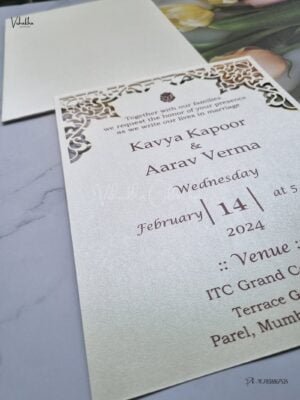 Vahalika
Together with our families
we request the honor of your presence
as we write our lives in marriage
Kavya Kapoor
&
Aarav Verma
Wednesday
February | 14 | at 5
2024
:: Venue :
ITC Grand C
Terrace G
Parel, Mumb